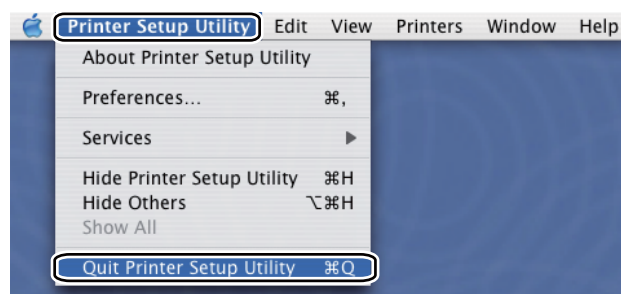 Printer Setup Utility Edit View Printers Window Help
About Printer Setup Utility
Preferences... ⌘,
Services ▶
Hide Printer Setup Utility ⌘H
Hide Others ⌥⌘H
Show All
Quit Printer Setup Utility ⌘Q